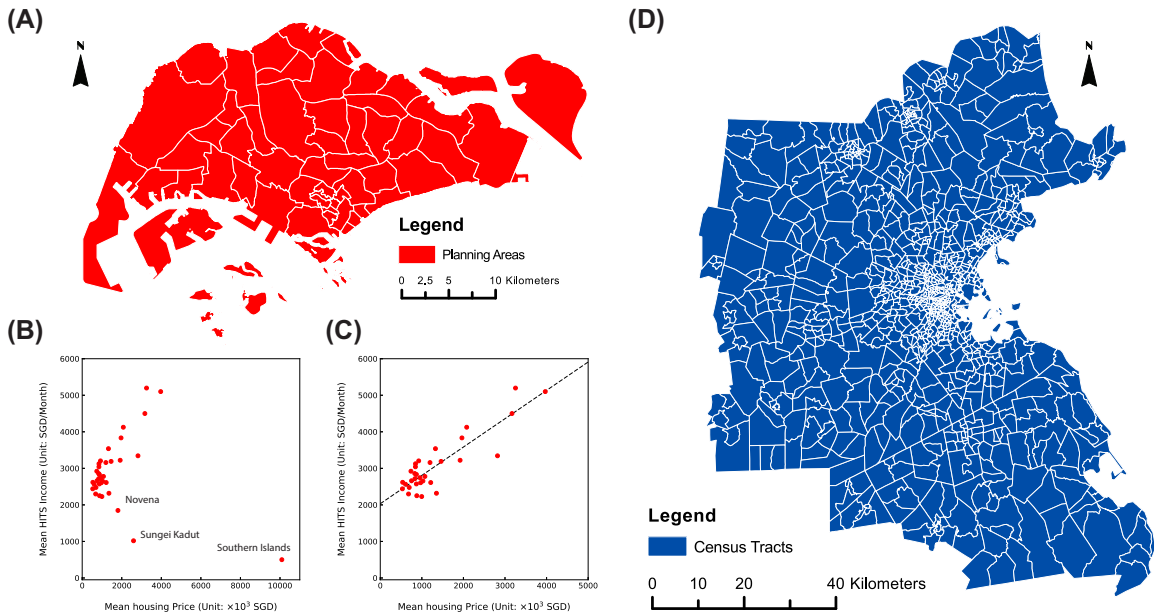 (A)
N
Legend
Planning Areas
0 2.5 5 10 Kilometers
(B)
Mean HITS Income (Unit: SGD/Month)
6000
5000
4000
3000
2000
1000
0
Novena
Sungei Kadut
Southern Islands
0 2000 4000 6000 8000 10000
Mean housing Price (Unit: ×10³ SGD)
(C)
Mean HITS Income (Unit: SGD/Month)
6000
5000
4000
3000
2000
1000
0
0 1000 2000 3000 4000 5000
Mean housing Price (Unit: ×10³ SGD)
(D)
N
Legend
Census Tracts
0 10 20 40 Kilometers